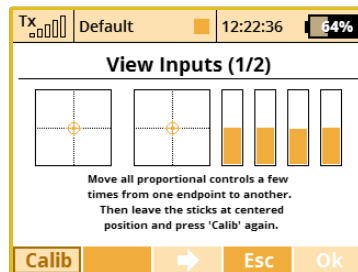 Tx Default 12:22:36 64%
View Inputs (1/2)
Move all proportional controls a few
times from one endpoint to another.
Then leave the sticks at centered
position and press 'Calib' again.
Calib Esc Ok